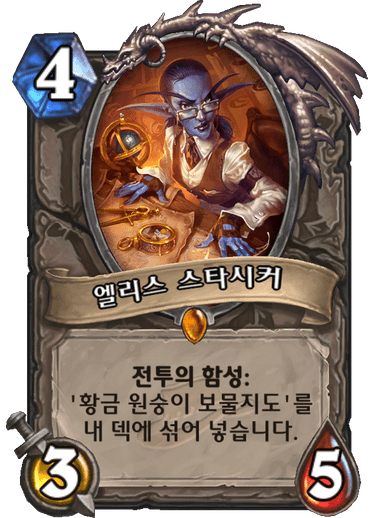 4
엘리스 스타시커
전투의 함성:
'황금 원숭이 보물지도'를
내 덱에 섞어 넣습니다.
3
5